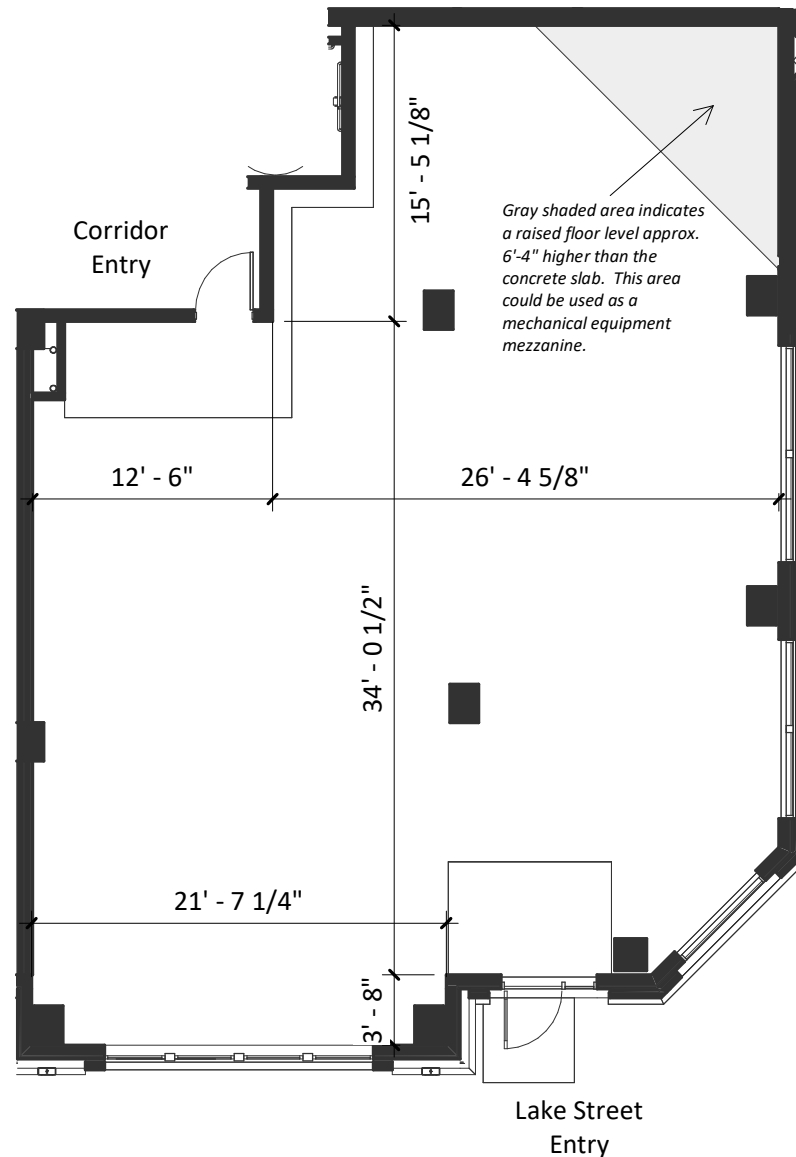 15' - 5 1/8"
Gray shaded area indicates
a raised floor level approx.
6'-4" higher than the
concrete slab.  This area
could be used as a
mechanical equipment
mezzanine.
Corridor
Entry
12' - 6"
26' - 4 5/8"
34' - 0 1/2"
21' - 7 1/4"
3' - 8"
Lake Street
Entry